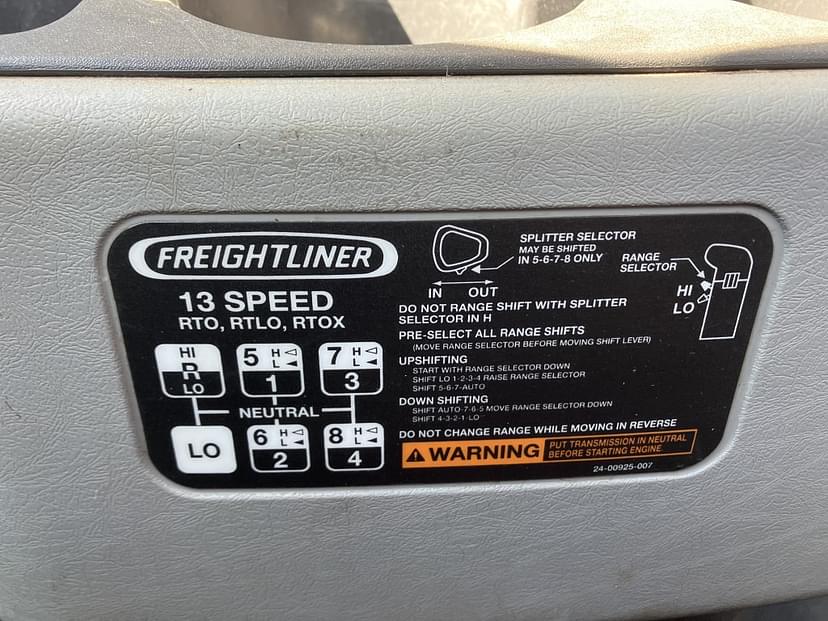 FREIGHTLINER
13 SPEED
RTO, RTLO, RTOX
HI
R
LO
5 H
L
1
7 H
L
3
NEUTRAL
LO
6 H
L
2
8 H
L
4
SPLITTER SELECTOR
MAY BE SHIFTED
IN 5-6-7-8 ONLY
IN OUT
RANGE
SELECTOR
HI
LO
DO NOT RANGE SHIFT WITH SPLITTER
SELECTOR IN H
PRE-SELECT ALL RANGE SHIFTS
(MOVE RANGE SELECTOR BEFORE MOVING SHIFT LEVER)
UPSHIFTING
START WITH RANGE SELECTOR DOWN
SHIFT LO 1-2-3-4 RAISE RANGE SELECTOR
SHIFT 5-6-7-AUTO
DOWN SHIFTING
SHIFT AUTO-7-6-5 MOVE RANGE SELECTOR DOWN
SHIFT 4-3-2-1-LO
DO NOT CHANGE RANGE WHILE MOVING IN REVERSE
WARNING
PUT TRANSMISSION IN NEUTRAL
BEFORE STARTING ENGINE
24-00925-007